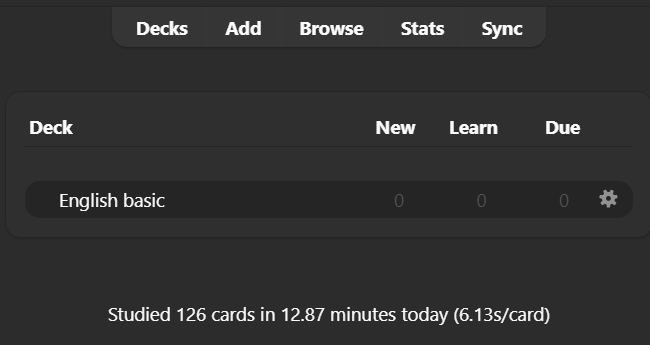 Decks Add Browse Stats Sync
Deck New Learn Due
English basic 0 0 0
Studied 126 cards in 12.87 minutes today (6.13s/card)